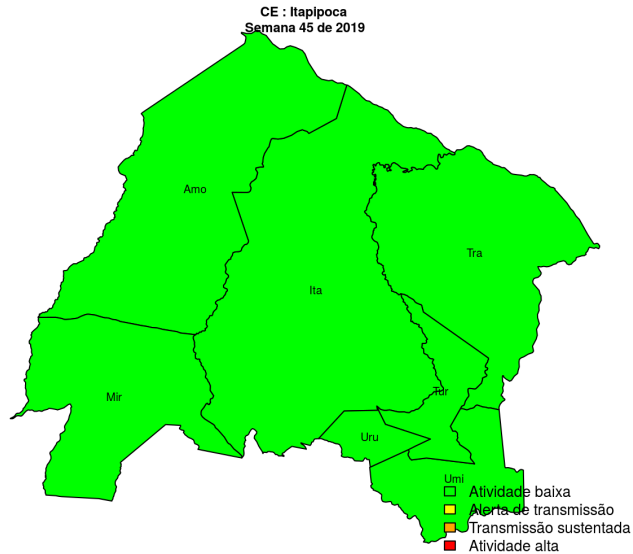 CE : Itapipoca
Semana 45 de 2019
Amo
Tra
Ita
Mir
Tur
Uru
Umi
Atividade baixa
Alerta de transmissão
Transmissão sustentada
Atividade alta